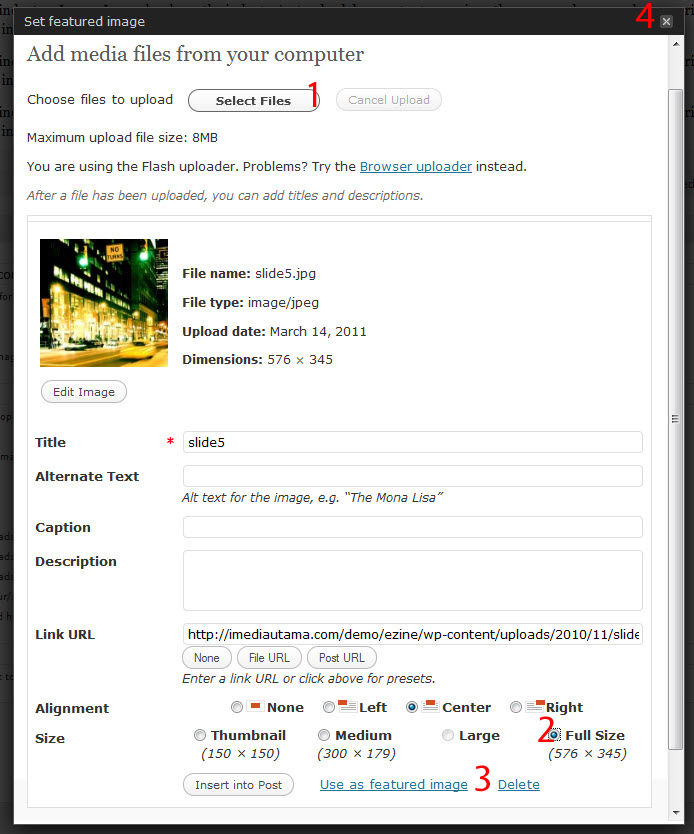 Set featured image 4
Add media files from your computer
Choose files to upload Select Files 1 Cancel Upload
Maximum upload file size: 8MB
You are using the Flash uploader. Problems? Try the Browser uploader instead.
After a file has been uploaded, you can add titles and descriptions.
NO TURNS
File name: slide5.jpg
File type: image/jpeg
Upload date: March 14, 2011
Dimensions: 576 × 345
Edit Image
Title * slide5
Alternate Text
Alt text for the image, e.g. “The Mona Lisa”
Caption
Description
Link URL http://imediautama.com/demo/ezine/wp-content/uploads/2010/11/slide
None File URL Post URL
Enter a link URL or click above for presets.
Alignment None Left Center Right
Size Thumbnail Medium Large 2 Full Size
(150 × 150) (300 × 179) (576 × 345)
Insert into Post Use as featured image 3 Delete